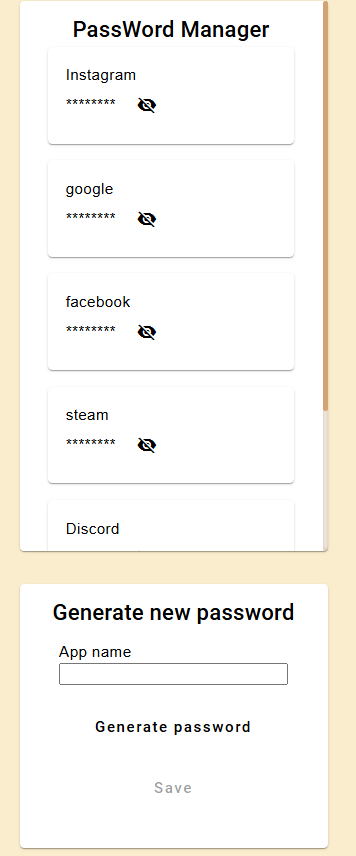 PassWord Manager
Instagram
********
google
********
facebook
********
steam
********
Discord
Generate new password
App name
Generate password
Save